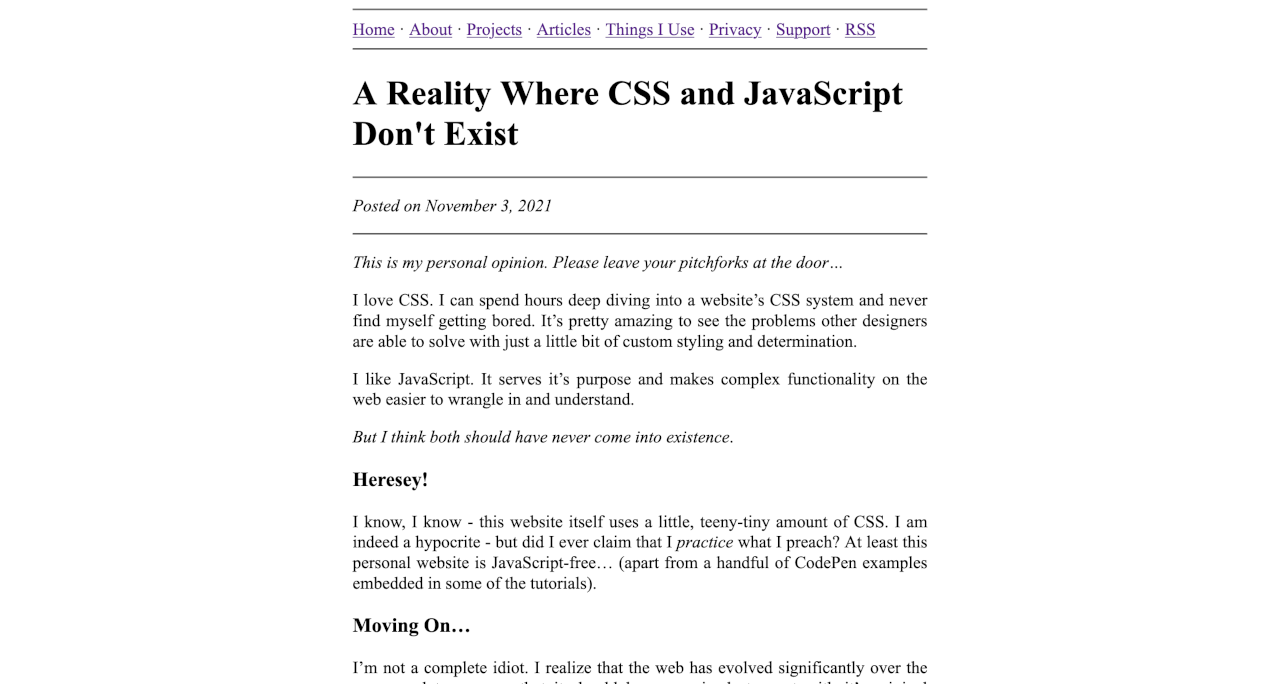 Home · About · Projects · Articles · Things I Use · Privacy · Support · RSS
A Reality Where CSS and JavaScript
Don't Exist
Posted on November 3, 2021
This is my personal opinion. Please leave your pitchforks at the door…
I love CSS. I can spend hours deep diving into a website’s CSS system and never
find myself getting bored. It’s pretty amazing to see the problems other designers
are able to solve with just a little bit of custom styling and determination.
I like JavaScript. It serves it’s purpose and makes complex functionality on the
web easier to wrangle in and understand.
But I think both should have never come into existence.
Heresey!
I know, I know - this website itself uses a little, teeny-tiny amount of CSS. I am
indeed a hypocrite - but did I ever claim that I practice what I preach? At least this
personal website is JavaScript-free… (apart from a handful of CodePen examples
embedded in some of the tutorials).
Moving On…
I’m not a complete idiot. I realize that the web has evolved significantly over the